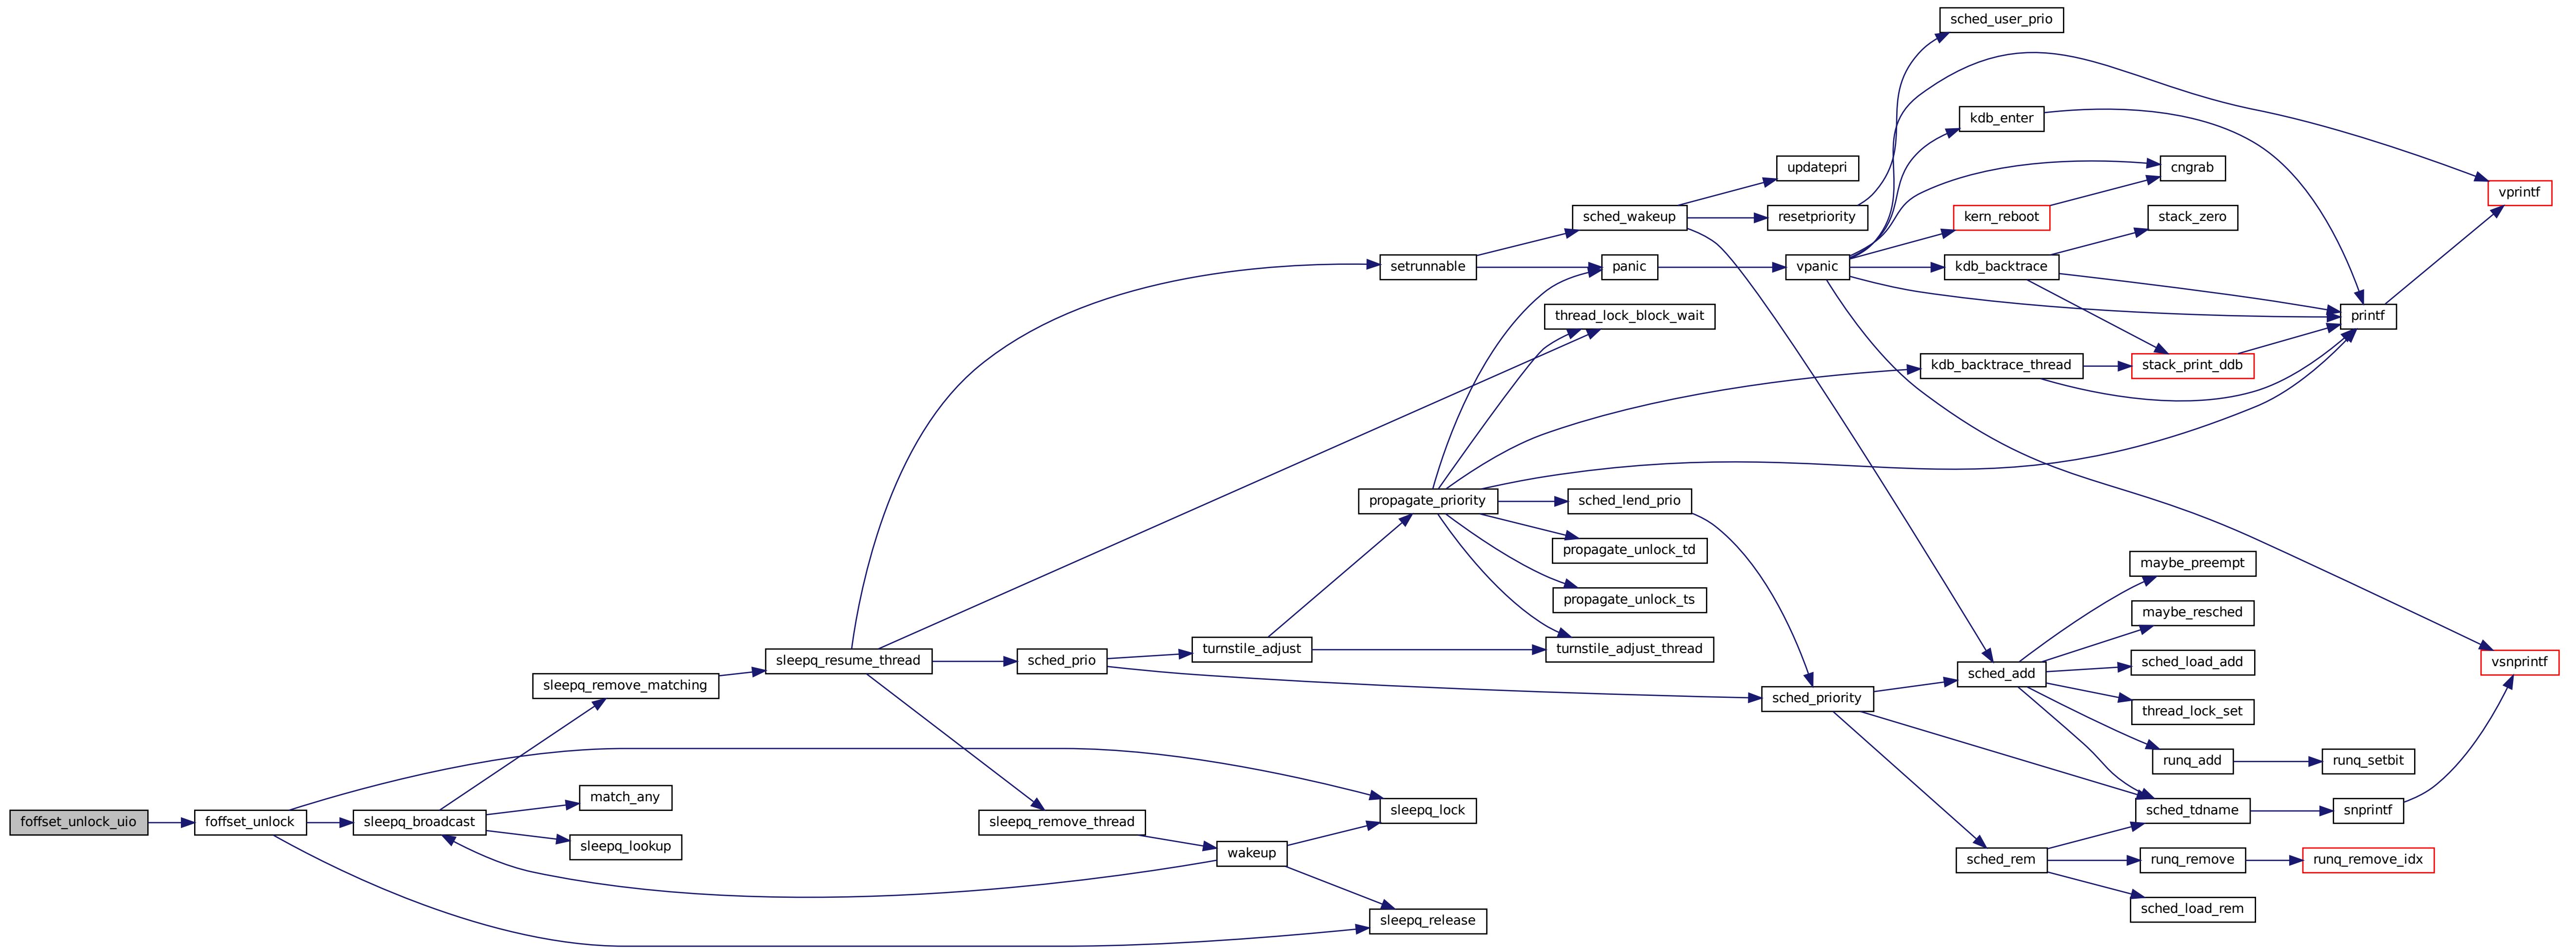 foffset_unlock_uio
foffset_unlock
sleepq_broadcast
sleepq_remove_matching
match_any
sleepq_lookup
sleepq_resume_thread
sleepq_remove_thread
sched_prio
turnstile_adjust
wakeup
setrunnable
propagate_priority
sleepq_lock
sleepq_release
sched_wakeup
panic
thread_lock_block_wait
sched_lend_prio
propagate_unlock_td
propagate_unlock_ts
turnstile_adjust_thread
updatepri
resetpriority
vpanic
sched_priority
sched_user_prio
kdb_enter
kern_reboot
kdb_backtrace
kdb_backtrace_thread
sched_add
sched_rem
cngrab
stack_zero
stack_print_ddb
maybe_preempt
maybe_resched
sched_load_add
thread_lock_set
runq_add
sched_tdname
runq_remove
sched_load_rem
printf
runq_setbit
snprintf
runq_remove_idx
vprintf
vsnprintf